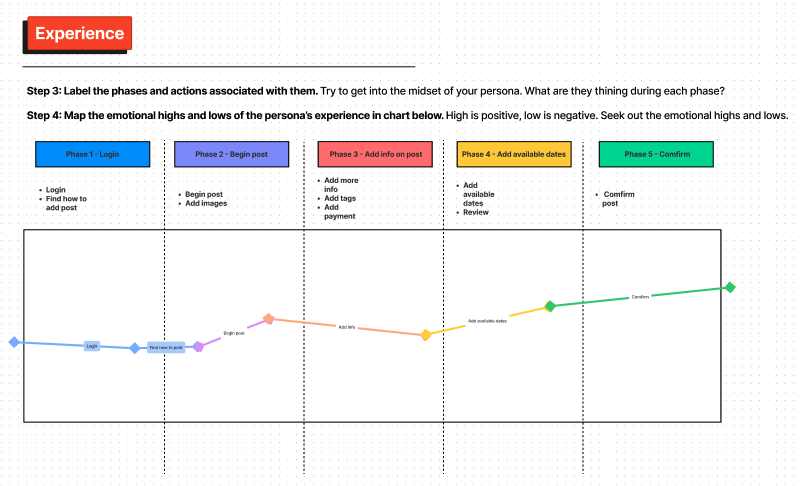 Experience
Step 3: Label the phases and actions associated with them. Try to get into the midset of your persona. What are they thining during each phase?
Step 4: Map the emotional highs and lows of the persona's experience in chart below. High is positive, low is negative. Seek out the emotional highs and lows.
Phase 1 - Login
Phase 2 - Begin post
Phase 3 - Add info on post
Phase 4 - Add available dates
Phase 5 - Comfirm
• Login
• Find how to
add post
• Begin post
• Add images
• Add more
info
• Add tags
• Add
payment
• Add
available
dates
• Review
• Comfirm
post
Login
Find how to post
Begin post
Add Info
Add available dates
Comfirm